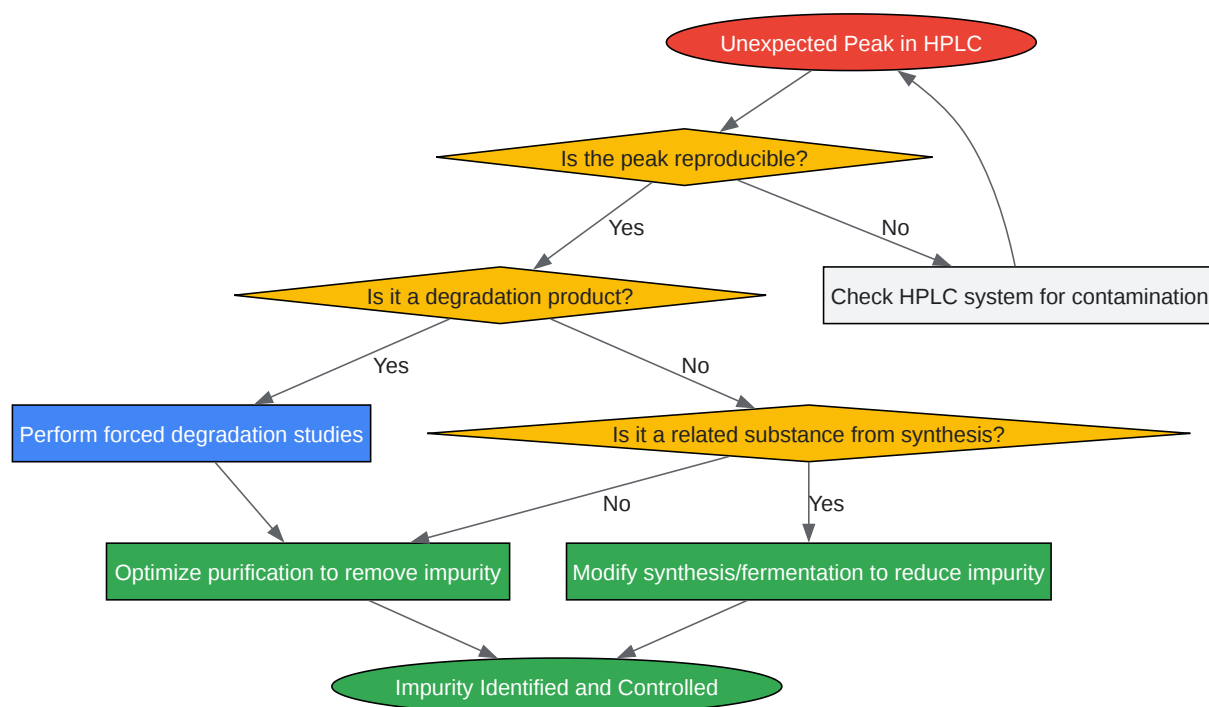 Unexpected Peak in HPLC
Is the peak reproducible?
Yes
No
Is it a degradation product?
Check HPLC system for contamination
Yes
No
Perform forced degradation studies
Is it a related substance from synthesis?
No
Yes
Optimize purification to remove impurity
Modify synthesis/fermentation to reduce impurity
Impurity Identified and Controlled